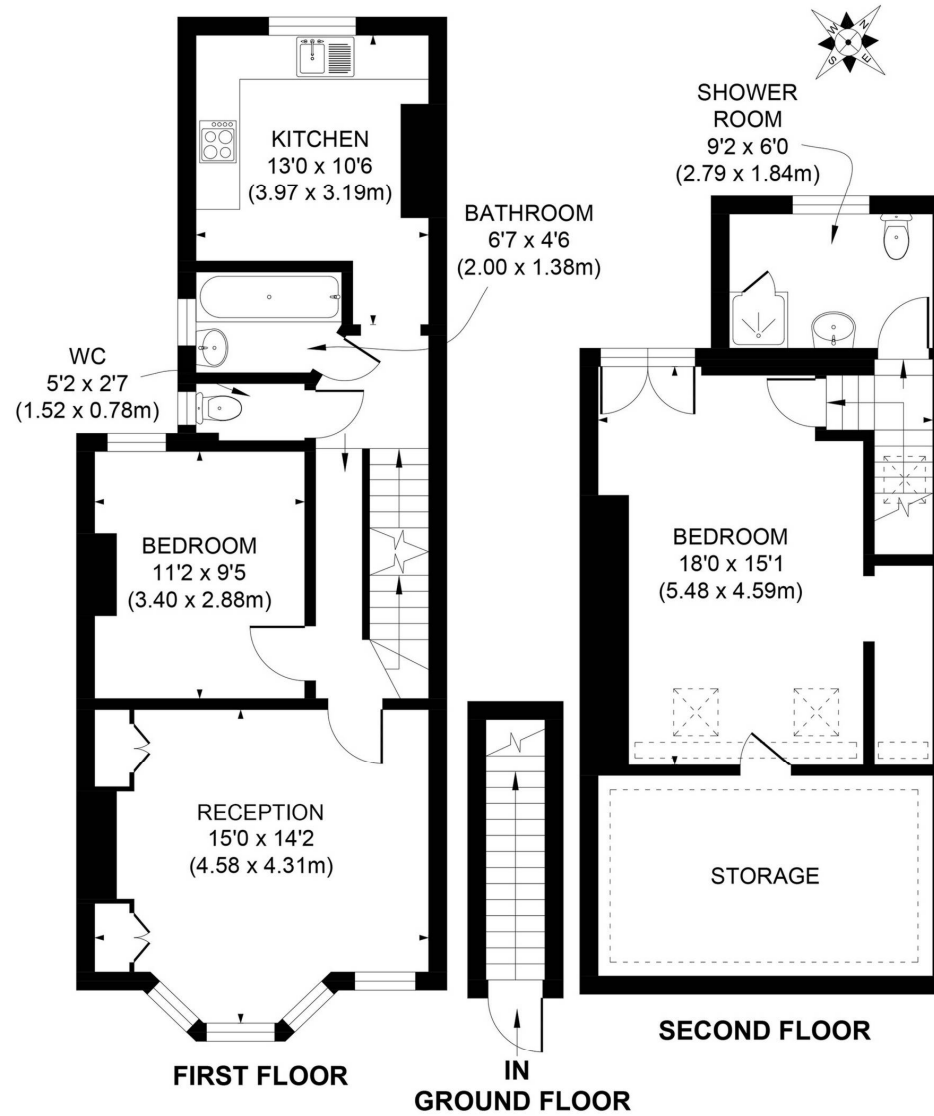 N
W
E
S
KITCHEN
13'0 x 10'6
(3.97 x 3.19m)
SHOWER
ROOM
9'2 x 6'0
(2.79 x 1.84m)
BATHROOM
6'7 x 4'6
(2.00 x 1.38m)
WC
5'2 x 2'7
(1.52 x 0.78m)
BEDROOM
11'2 x 9'5
(3.40 x 2.88m)
BEDROOM
18'0 x 15'1
(5.48 x 4.59m)
RECEPTION
15'0 x 14'2
(4.58 x 4.31m)
STORAGE
FIRST FLOOR
IN
GROUND FLOOR
SECOND FLOOR